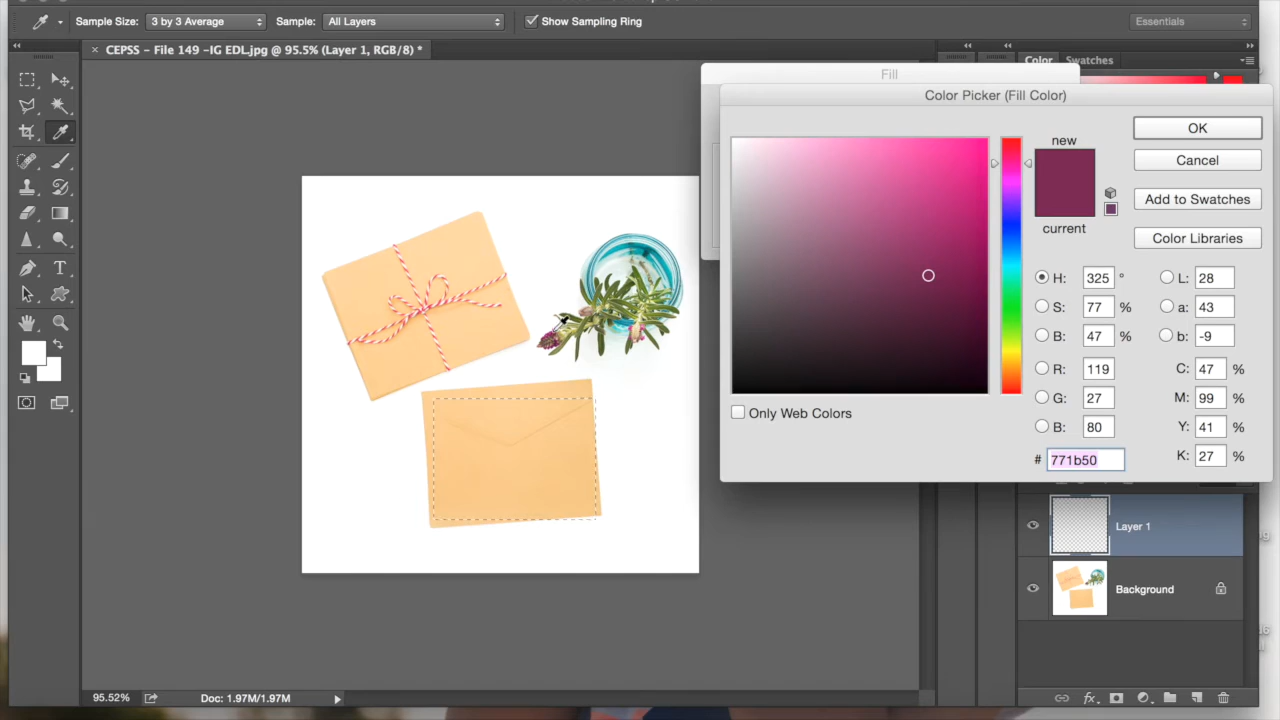 Sample Size: 3 by 3 Average Sample: All Layers Show Sampling Ring Essentials
× CEPSS - File 149 -IG EDL.jpg @ 95.5% (Layer 1, RGB/8) *
Color Swatches
Fill
Color Picker (Fill Color)
new
current
OK
Cancel
Add to Swatches
Color Libraries
H: 325 ° L: 28
S: 77 % a: 43
B: 47 % b: -9
R: 119 C: 47 %
G: 27 M: 99 %
B: 80 Y: 41 %
# 771b50 K: 27 %
Only Web Colors
T
Layer 1
Background
95.52% Doc: 1.97M/1.97M
fx